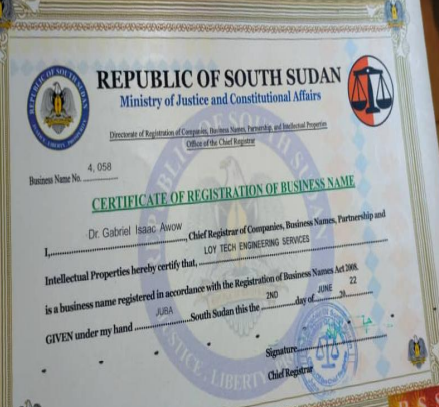 REPUBLIC OF SOUTH SUDAN
Ministry of Justice and Constitutional Affairs
Directorate of Registration of Companies, Business Names, Partnership, and Intellectual Properties
Office of the Chief Registrar
Business Name No. 4, 058
CERTIFICATE OF REGISTRATION OF BUSINESS NAME
I, Dr. Gabriel Isaac Awow, Chief Registrar of Companies, Business Names, Partnership and
Intellectual Properties hereby certify that, LOY TECH ENGINEERING SERVICES
is a business name registered in accordance with the Registration of Business Names Act 2008.
GIVEN under my hand JUBA South Sudan this the 2ND day of JUNE 20 22
Signature
Chief Registrar